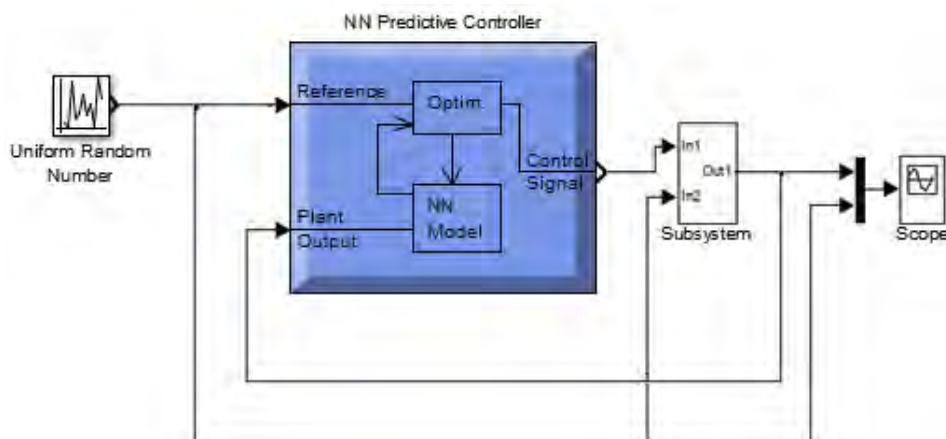 NN Predictive Controller
Reference
Optim.
Uniform Random
Number
Control
Signal
In1
Out1
In2
Plant
Output
NN
Model
Subsystem
Scope